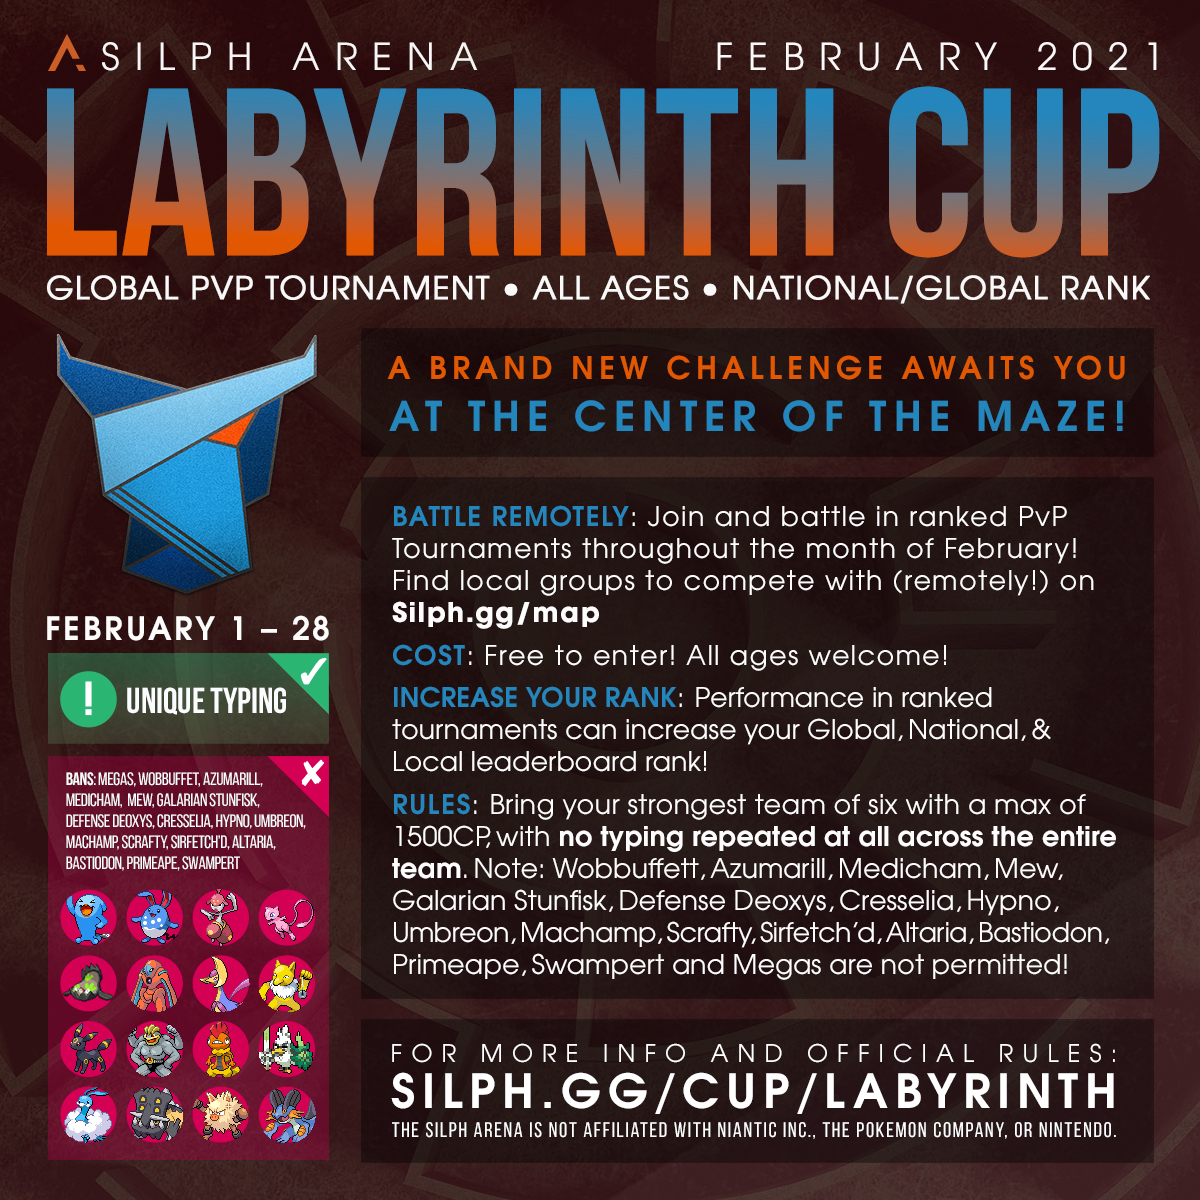 SILPH ARENA
FEBRUARY 2021
LABYRINTH CUP
GLOBAL PVP TOURNAMENT • ALL AGES • NATIONAL/GLOBAL RANK
A BRAND NEW CHALLENGE AWAITS YOU
AT THE CENTER OF THE MAZE!
FEBRUARY 1 – 28
! UNIQUE TYPING
BANS: MEGAS, WOBBUFFET, AZUMARILL,
MEDICHAM, MEW, GALARIAN STUNFISK,
DEFENSE DEOXYS, CRESSELIA, HYPNO, UMBREON,
MACHAMP, SCRAFTY, SIRFETCH'D, ALTARIA,
BASTIODON, PRIMEAPE, SWAMPERT
BATTLE REMOTELY: Join and battle in ranked PvP
Tournaments throughout the month of February!
Find local groups to compete with (remotely!) on
Silph.gg/map
COST: Free to enter! All ages welcome!
INCREASE YOUR RANK: Performance in ranked
tournaments can increase your Global, National, &
Local leaderboard rank!
RULES: Bring your strongest team of six with a max of
1500CP, with no typing repeated at all across the entire
team. Note: Wobbuffett, Azumarill, Medicham, Mew,
Galarian Stunfisk, Defense Deoxys, Cresselia, Hypno,
Umbreon, Machamp, Scrafty, Sirfetch'd, Altaria, Bastiodon,
Primeape, Swampert and Megas are not permitted!
FOR MORE INFO AND OFFICIAL RULES:
SILPH.GG/CUP/LABYRINTH
THE SILPH ARENA IS NOT AFFILIATED WITH NIANTIC INC., THE POKEMON COMPANY, OR NINTENDO.